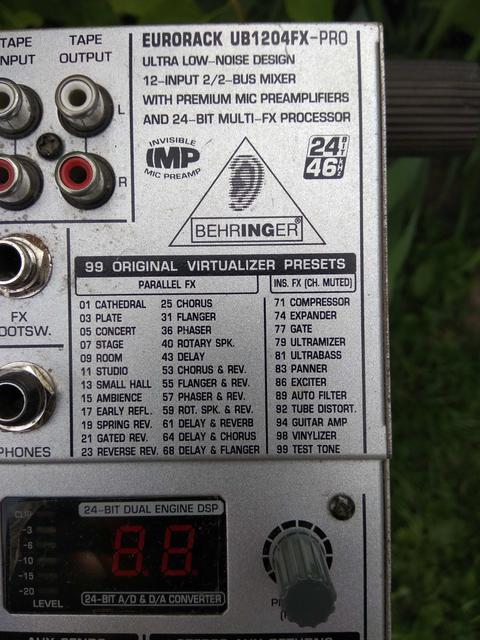 TAPE
INPUT
TAPE
OUTPUT
L
R
EURORACK UB1204FX-PRO
ULTRA LOW-NOISE DESIGN
12-INPUT 2/2-BUS MIXER
WITH PREMIUM MIC PREAMPLIFIERS
AND 24-BIT MULTI-FX PROCESSOR
INVISIBLE
IMP
MIC PREAMP
24 BIT
46 kHz
BEHRINGER®
99 ORIGINAL VIRTUALIZER PRESETS
PARALLEL FX
INS. FX (CH. MUTED)
01 CATHEDRAL
03 PLATE
05 CONCERT
07 STAGE
09 ROOM
11 STUDIO
13 SMALL HALL
15 AMBIENCE
17 EARLY REFL.
19 SPRING REV.
21 GATED REV.
23 REVERSE REV.
25 CHORUS
31 FLANGER
36 PHASER
40 ROTARY SPK.
43 DELAY
53 CHORUS & REV.
55 FLANGER & REV.
57 PHASER & REV.
59 ROT. SPK. & REV.
61 DELAY & REVERB
64 DELAY & CHORUS
68 DELAY & FLANGER
71 COMPRESSOR
74 EXPANDER
77 GATE
79 ULTRAMIZER
81 ULTRABASS
83 PANNER
86 EXCITER
89 AUTO FILTER
92 TUBE DISTORT.
94 GUITAR AMP
98 VINYLIZER
99 TEST TONE
FX
OOTSW.
PHONES
24-BIT DUAL ENGINE DSP
CLIP
-3
-6
-10
-15
-20
LEVEL
8.8.
24-BIT A/D & D/A CONVERTER